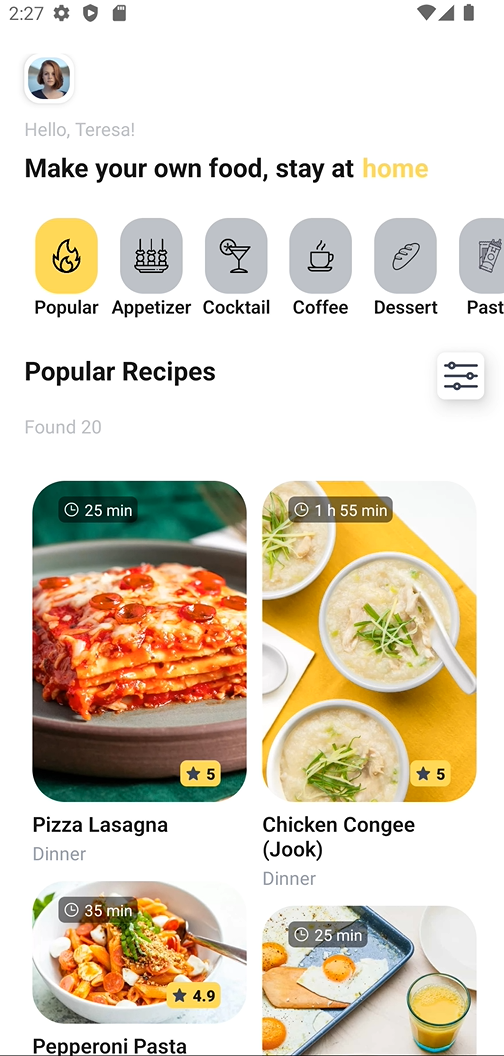 2:27
Hello, Teresa!
Make your own food, stay at home
Popular Appetizer Cocktail Coffee Dessert Past
Popular Recipes
Found 20
25 min
1 h 55 min
5
5
Pizza Lasagna
Dinner
Chicken Congee
(Jook)
Dinner
35 min
4.9
Pepperoni Pasta
25 min